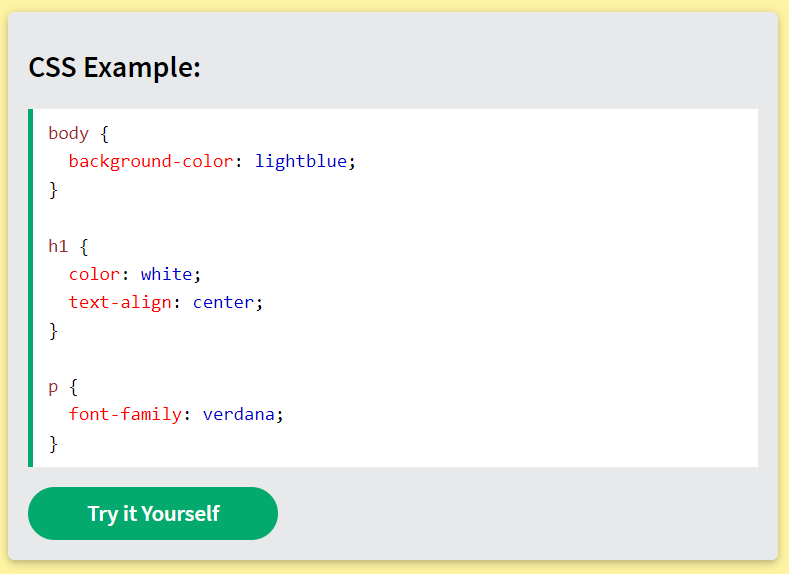 CSS Example:
body {
  background-color: lightblue;
}

h1 {
  color: white;
  text-align: center;
}

p {
  font-family: verdana;
}
Try it Yourself